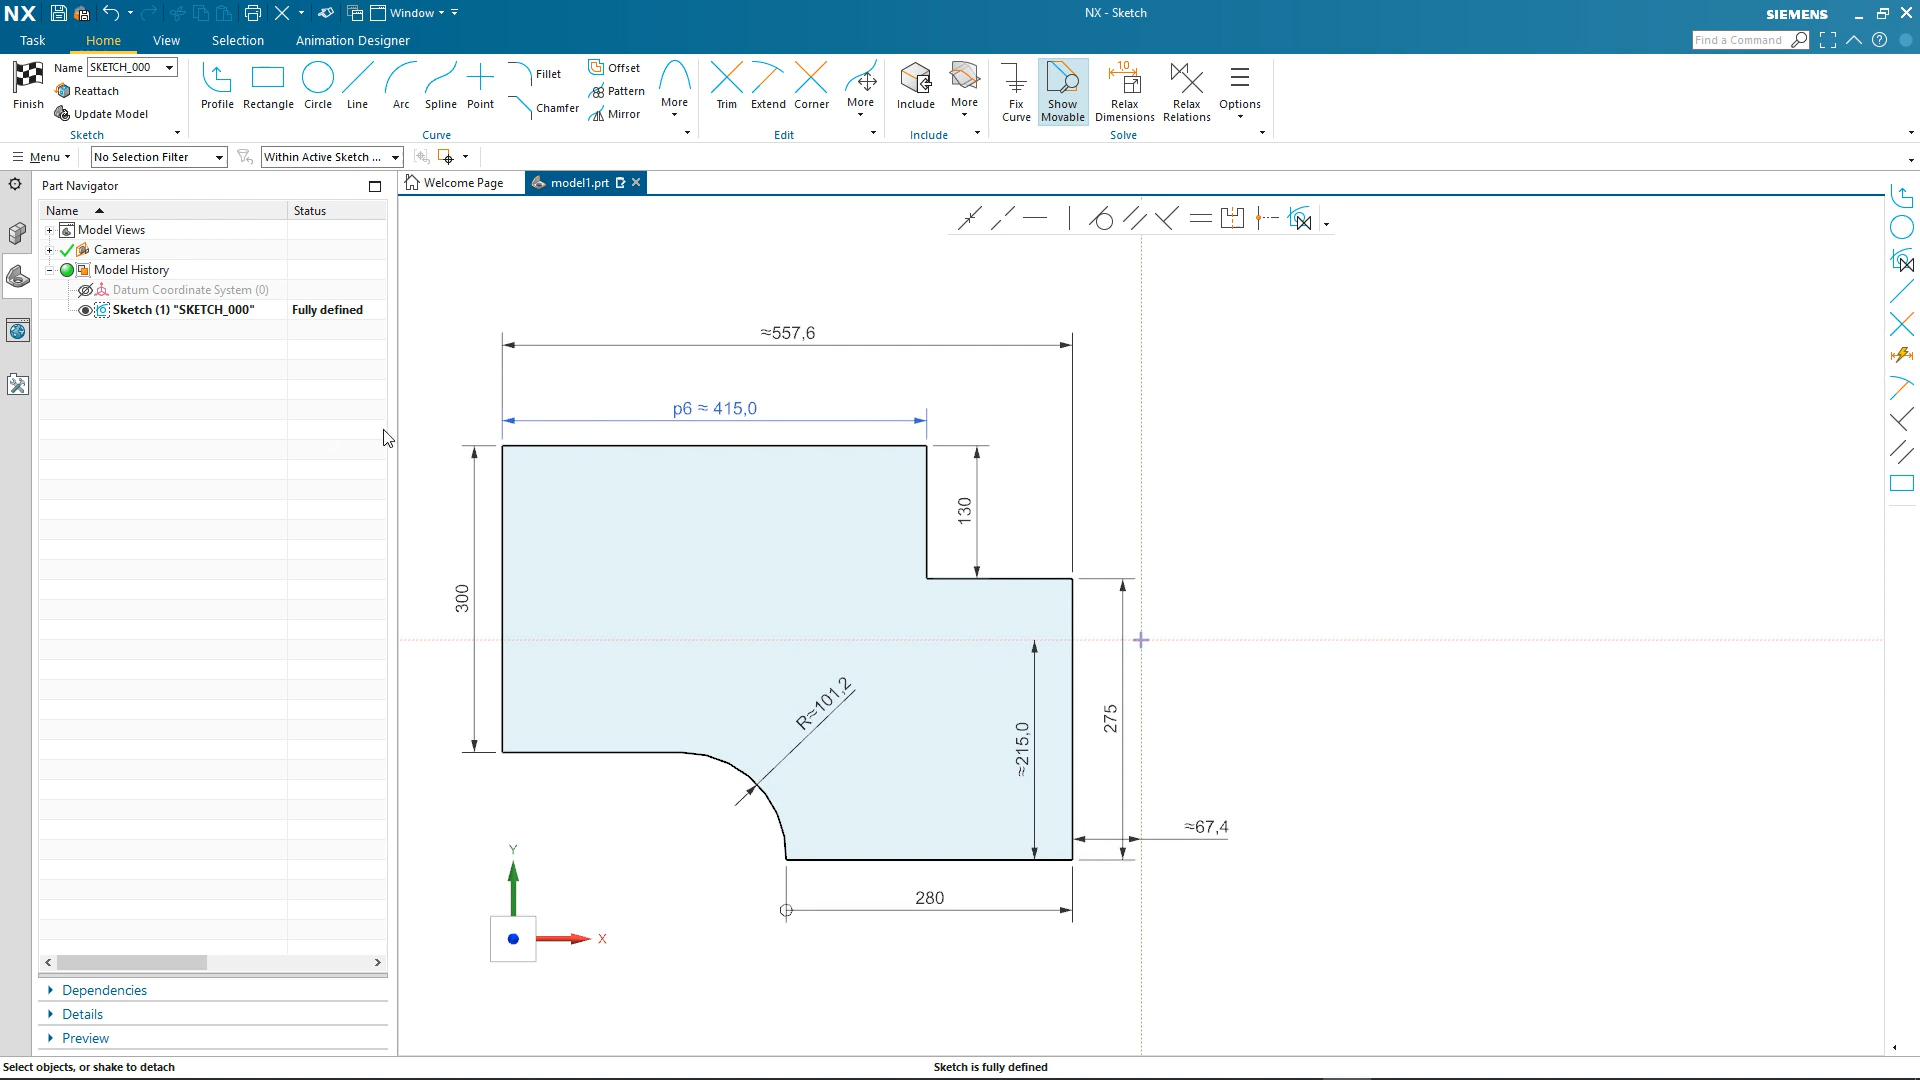 NX
Window
NX - Sketch
SIEMENS
Task
Home
View
Selection
Animation Designer
Find a Command
Finish
Name SKETCH_000
Reattach
Update Model
Sketch
Profile
Rectangle
Circle
Line
Arc
Spline
Point
Fillet
Chamfer
Offset
Pattern
Mirror
More
Curve
Trim
Extend
Corner
More
Edit
Include
More
Include
Fix Curve
Show Movable
Relax Dimensions
Relax Relations
Options
Solve
Menu
No Selection Filter
Within Active Sketch ...
Part Navigator
Welcome Page
model1.prt
Name
Status
Model Views
Cameras
Model History
Datum Coordinate System (0)
Sketch (1) "SKETCH_000"
Fully defined
≈557,6
p6 ≈ 415,0
130
300
R≈101,2
≈215,0
275
≈67,4
280
Y
X
Dependencies
Details
Preview
Select objects, or shake to detach
Sketch is fully defined